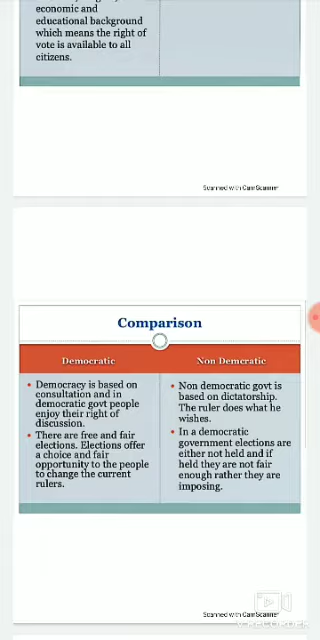 economic and
educational background
which means the right of
vote is available to all
citizens.
Scanned with CamScanner
Comparison
Democratic
Non Demcratic
• Democracy is based on
consultation and in
democratic govt people
enjoy their right of
discussion.
• There are free and fair
elections. Elections offer
a choice and fair
opportunity to the people
to change the current
rulers.
• Non democratic govt is
based on dictatorship.
The ruler does what he
wishes.
• In a democratic
government elections are
either not held and if
held they are not fair
enough rather they are
imposing.
Scanned with CamScanner
RECORDER